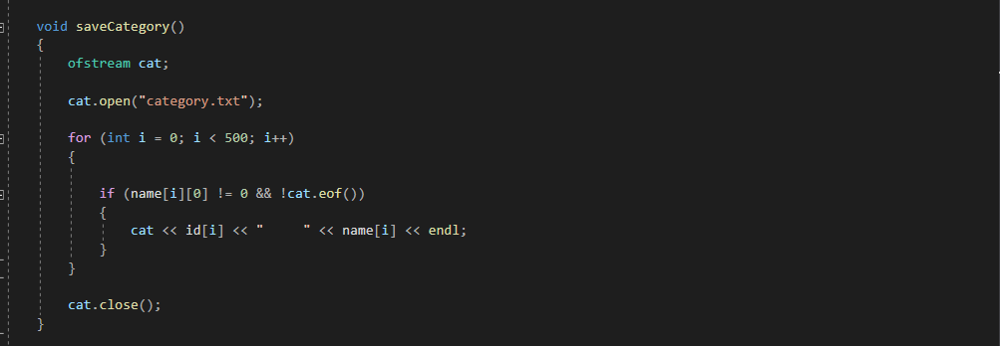 void saveCategory()
{
ofstream cat;
cat.open("category.txt");
for (int i = 0; i < 500; i++)
{
if (name[i][0] != 0 && !cat.eof())
{
cat << id[i] << "     " << name[i] << endl;
}
}
cat.close();
}